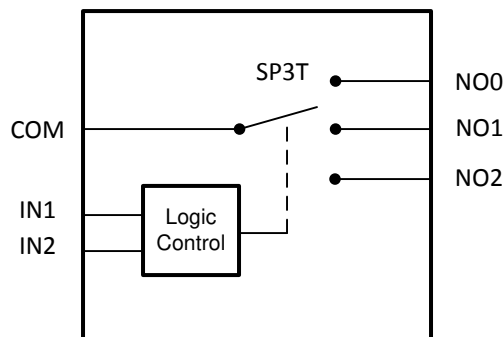 SP3T
NO0
COM
NO1
NO2
IN1
IN2
Logic
Control